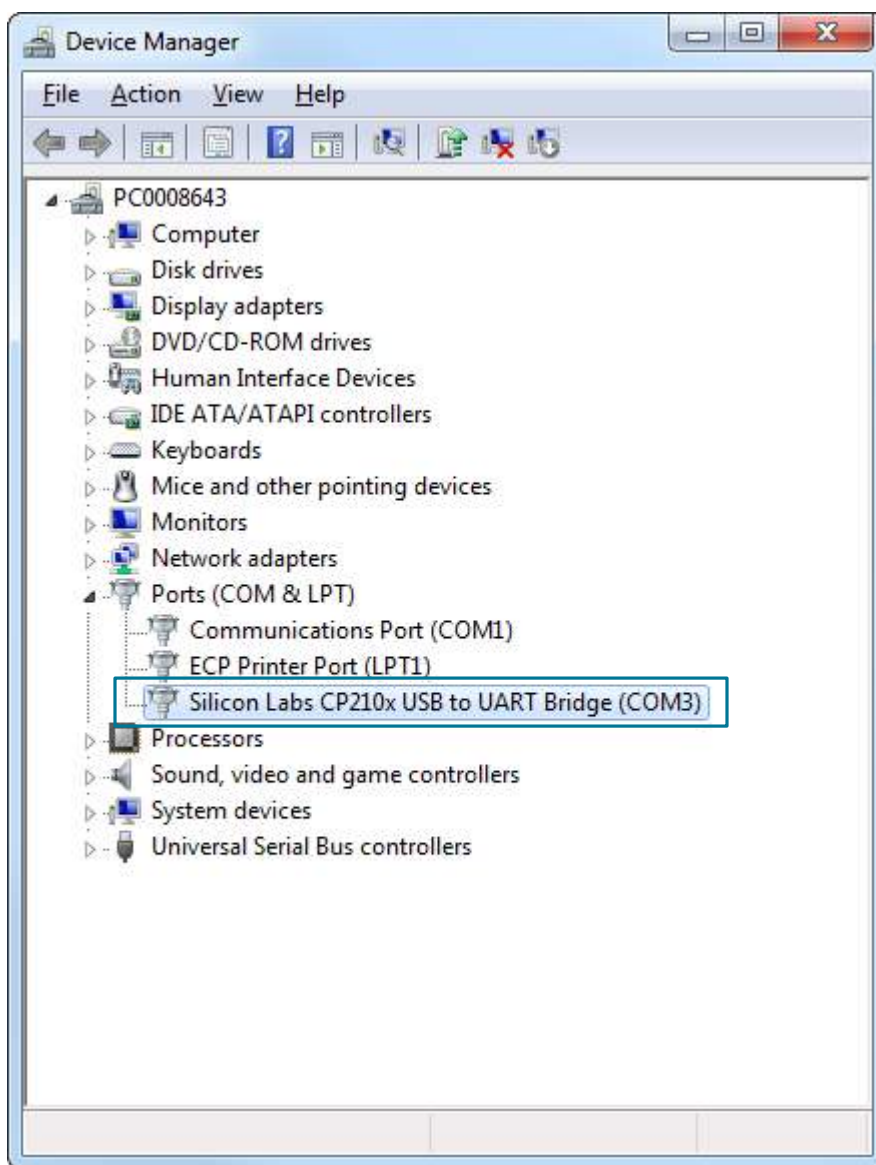 Device Manager
File Action View Help
PC0008643
Computer
Disk drives
Display adapters
DVD/CD-ROM drives
Human Interface Devices
IDE ATA/ATAPI controllers
Keyboards
Mice and other pointing devices
Monitors
Network adapters
Ports (COM & LPT)
Communications Port (COM1)
ECP Printer Port (LPT1)
Silicon Labs CP210x USB to UART Bridge (COM3)
Processors
Sound, video and game controllers
System devices
Universal Serial Bus controllers